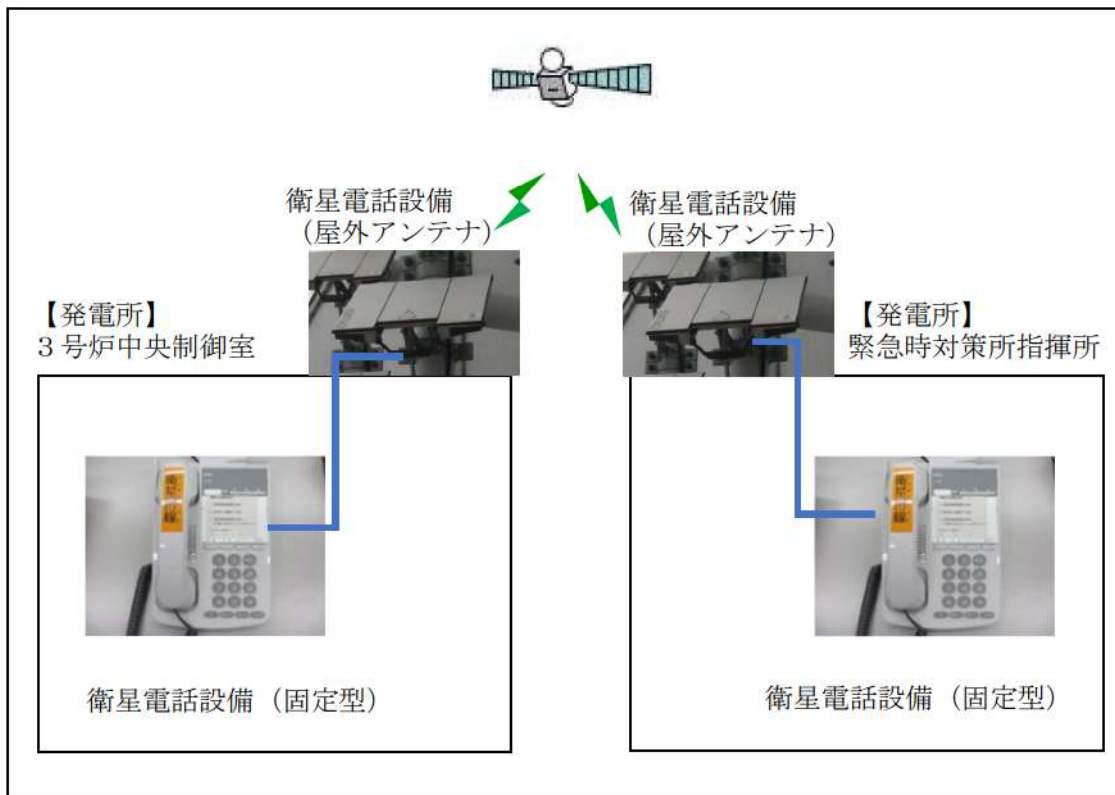 衛星電話設備
（屋外アンテナ）
衛星電話設備
（屋外アンテナ）
【発電所】
３号炉中央制御室
【発電所】
緊急時対策所指揮所
衛星電話設備（固定型）
衛星電話設備（固定型）